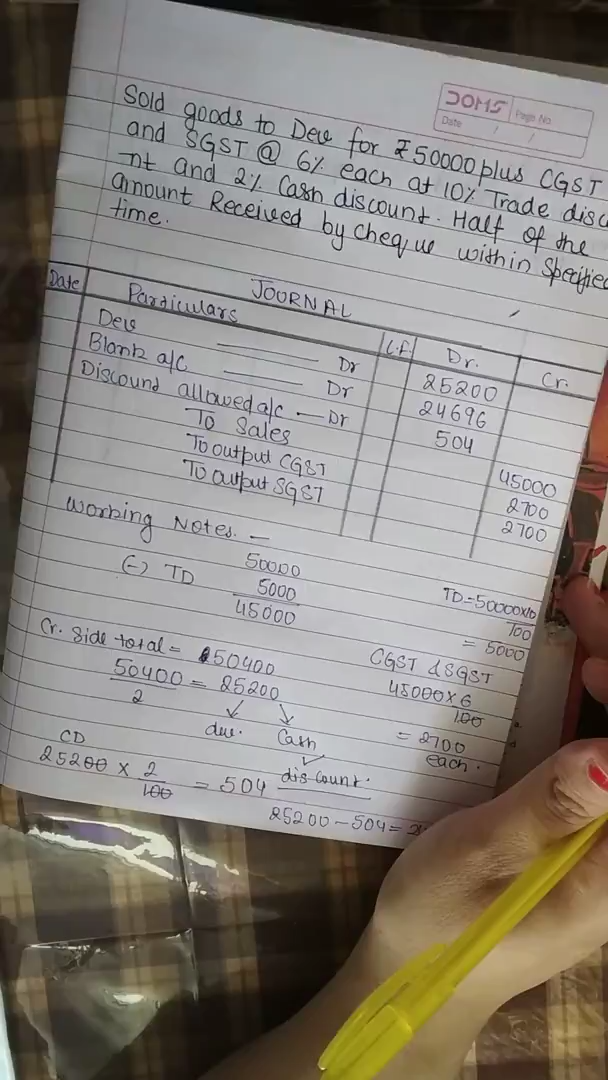 DOMS
Page No.
Date / /
Sold goods to Dev for ₹50000 plus CGST
and SGST @ 6% each at 10% Trade disco
nt and 2% Cash discount. Half of the
amount Received by cheque within Specified
time.
JOURNAL
Date Particulars L.f. Dr. Cr.
Dev Dr 25200
Blank a/c Dr 24696
Discount allowed a/c — Dr 504
To Sales 45000
To output CGST 2700
To output SGST 2700
Working Notes. —
50000
(-) TD 5000
45000
TD = 50000×10
100
= 5000
Cr. Side total = 50400
50400 = 25200
2
due. Cash
discount.
CGST & SGST
45000 × 6
100
= 2700
each.
CD
25200 × 2 = 504
100
25200 – 504 =